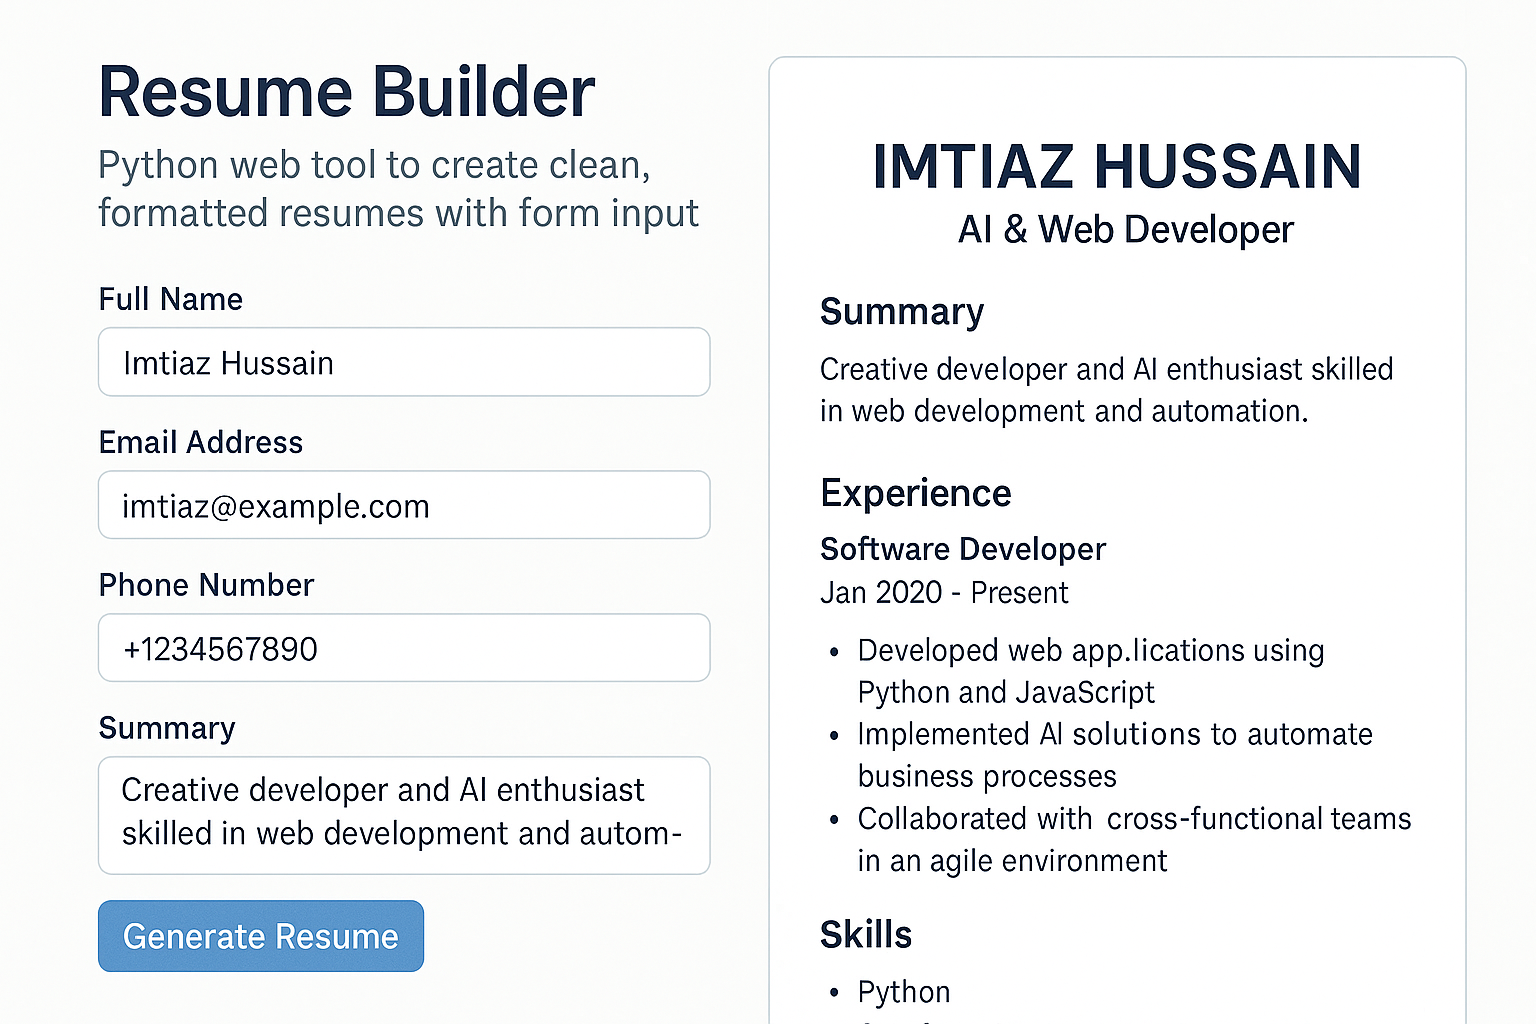 Resume Builder
Python web tool to create clean,
formatted resumes with form input
Full Name
Imtiaz Hussain
Email Address
imtiaz@example.com
Phone Number
+1234567890
Summary
Creative developer and AI enthusiast
skilled in web development and autom-
Generate Resume
IMTIAZ HUSSAIN
AI & Web Developer
Summary
Creative developer and AI enthusiast skilled
in web development and automation.
Experience
Software Developer
Jan 2020 - Present
• Developed web app.lications using
Python and JavaScript
• Implemented AI solutions to automate
business processes
• Collaborated with cross-functional teams
in an agile environment
Skills
• Python